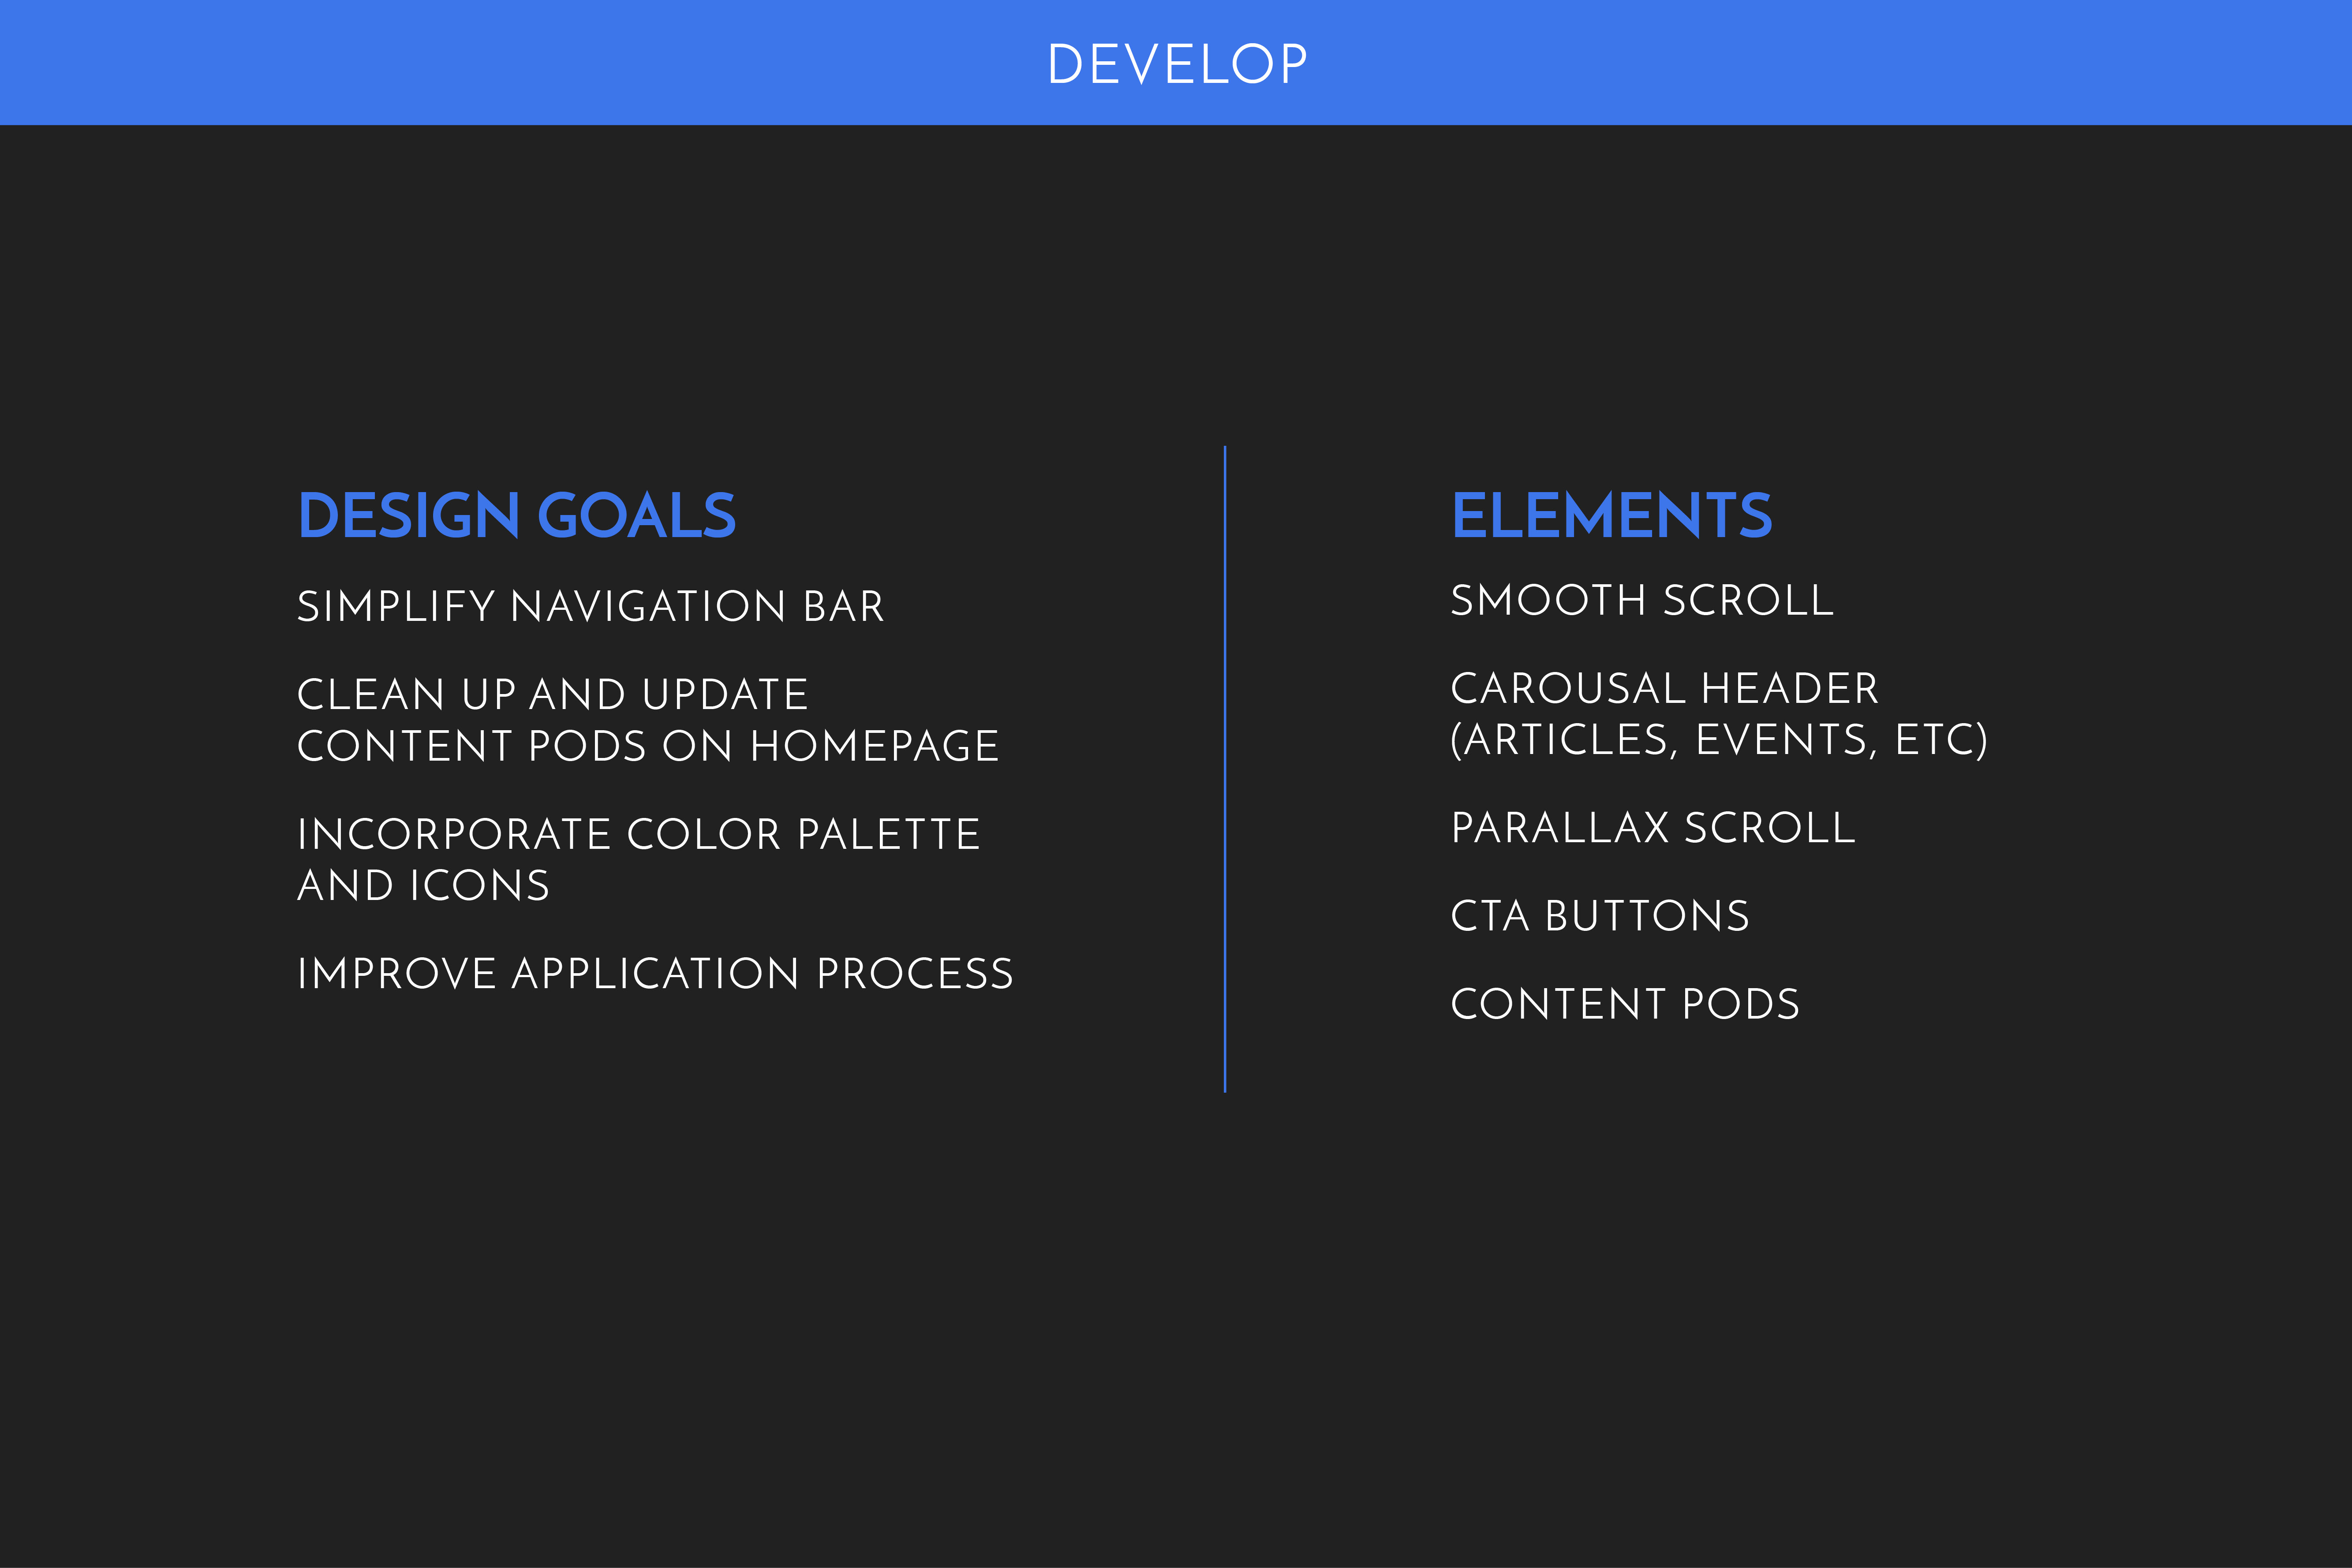 DEVELOP
DESIGN GOALS
SIMPLIFY NAVIGATION BAR
CLEAN UP AND UPDATE
CONTENT PODS ON HOMEPAGE
INCORPORATE COLOR PALETTE
AND ICONS
IMPROVE APPLICATION PROCESS
ELEMENTS
SMOOTH SCROLL
CAROUSAL HEADER
(ARTICLES, EVENTS, ETC)
PARALLAX SCROLL
CTA BUTTONS
CONTENT PODS